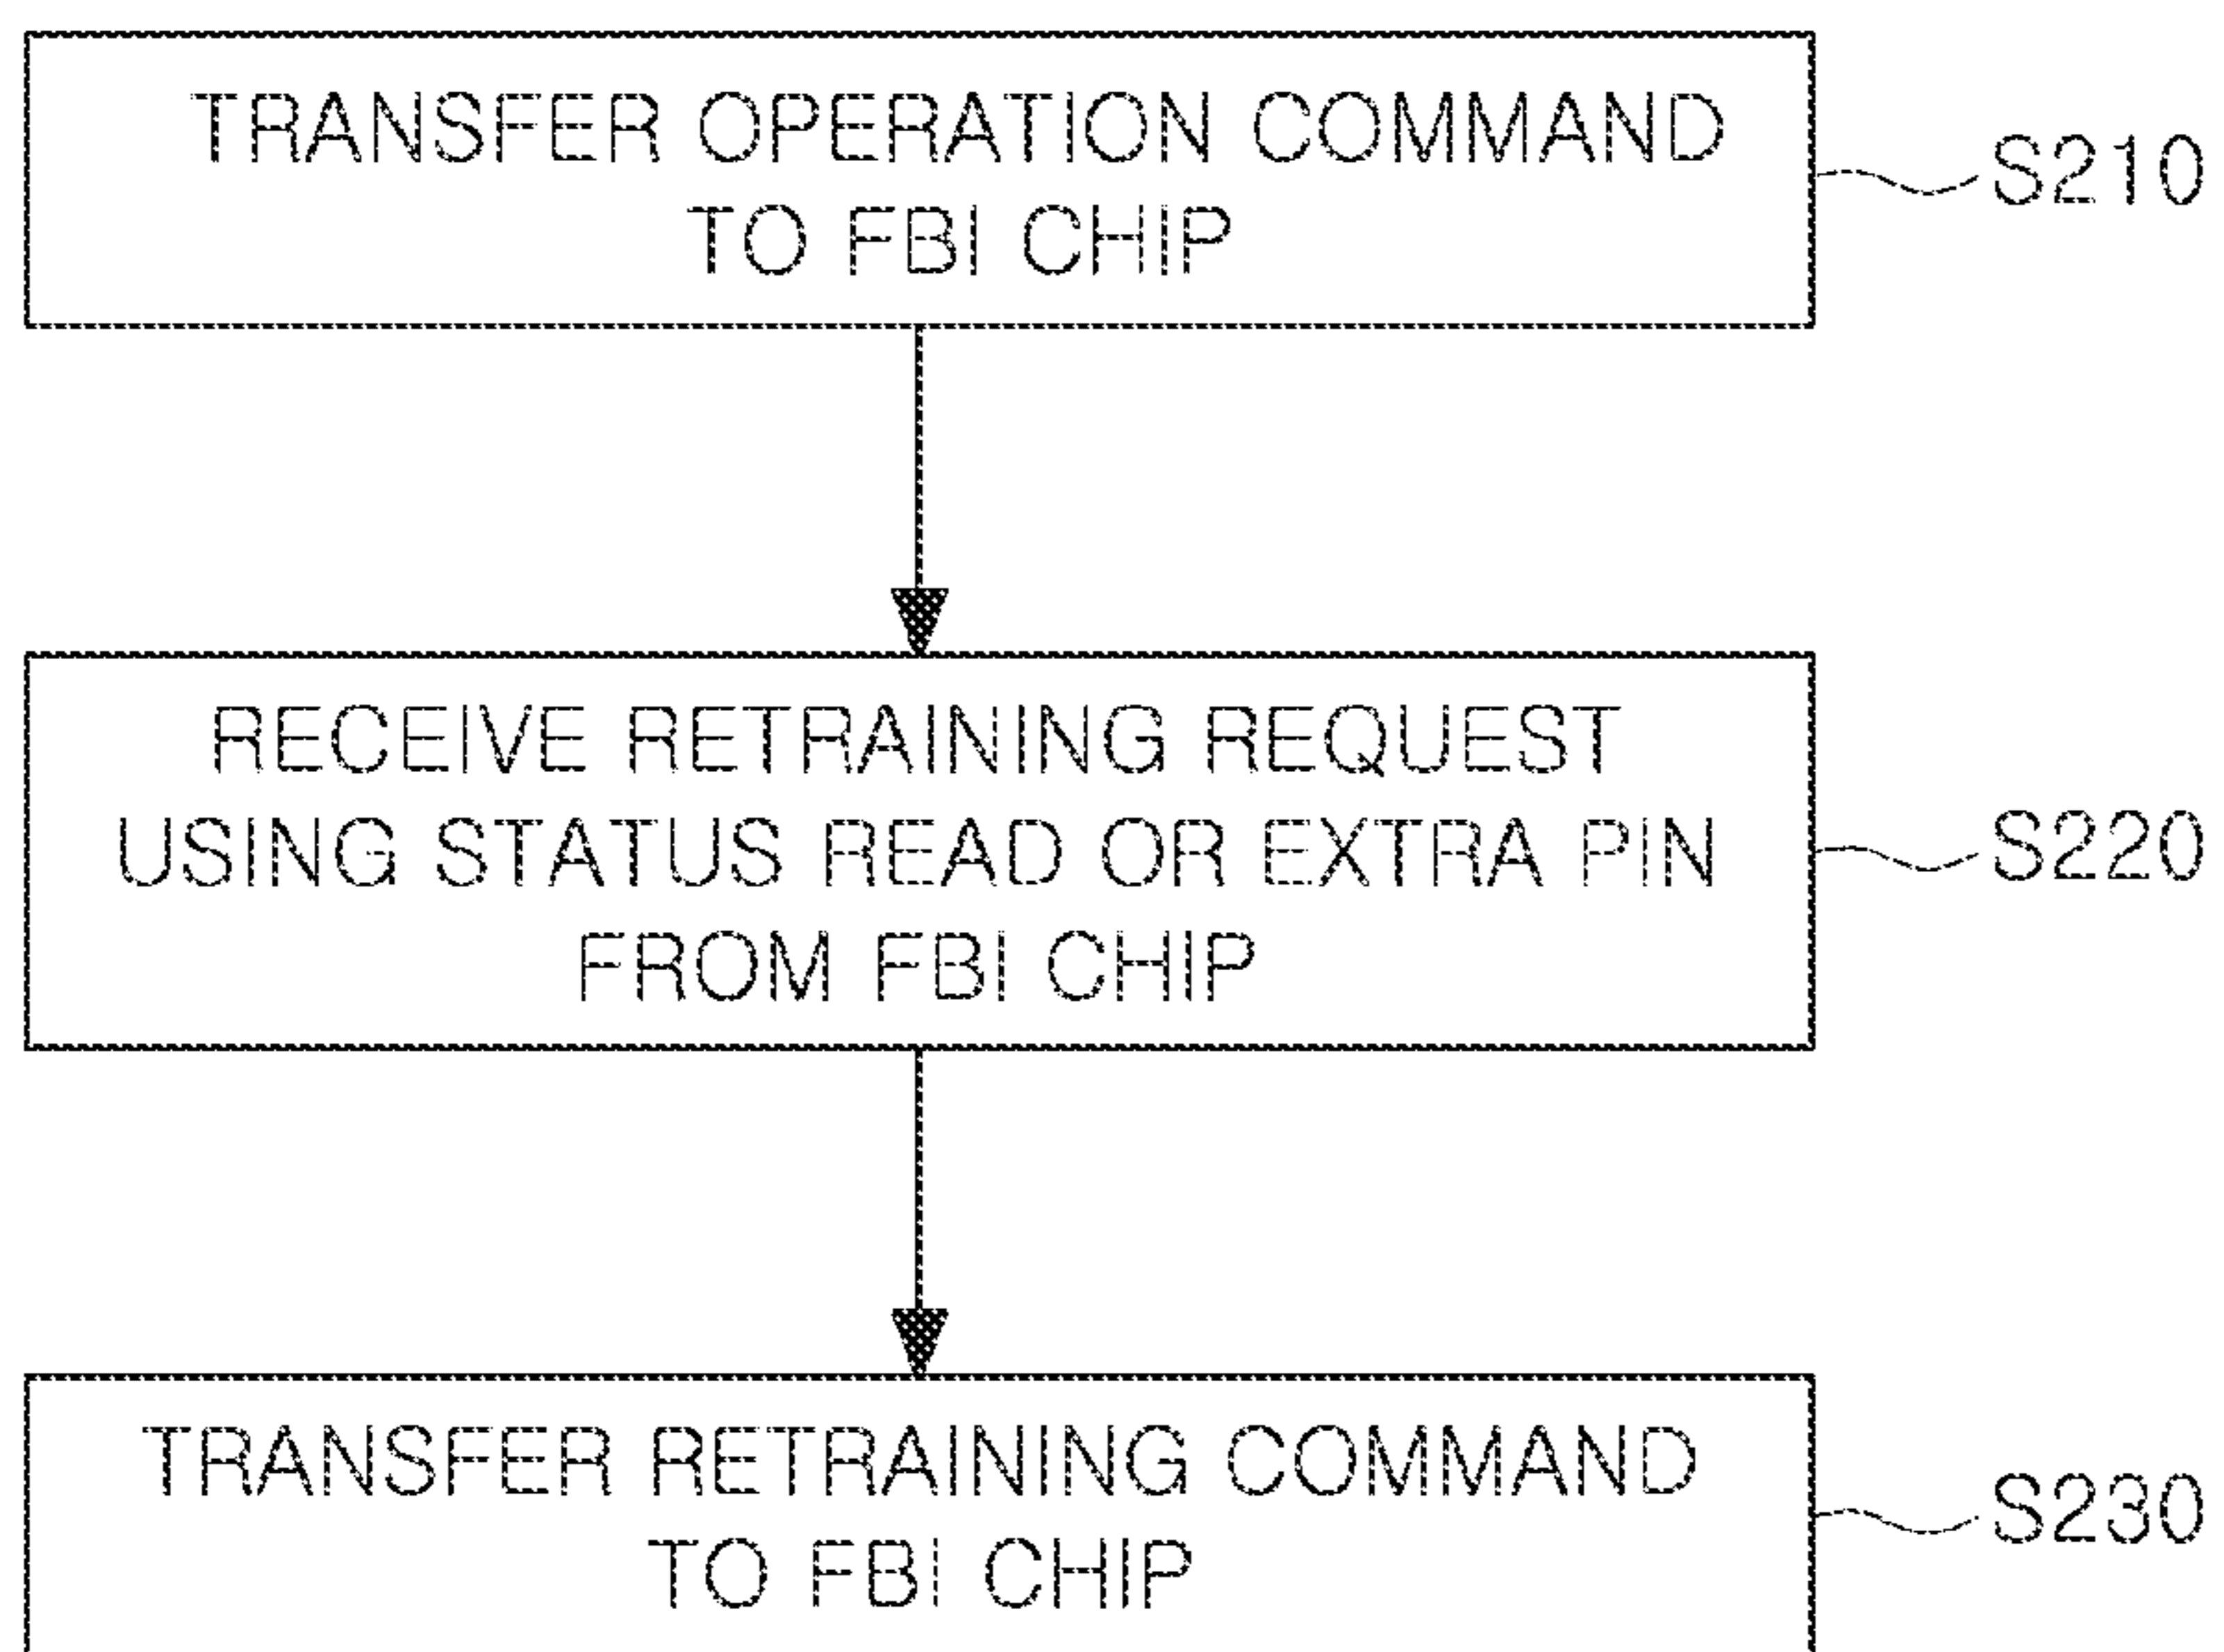 TRANSFER OPERATION COMMAND
TO FBI CHIP
S210
RECEIVE RETRAINING REQUEST
USING STATUS READ OR EXTRA PIN
FROM FBI CHIP
S220
TRANSFER RETRAINING COMMAND
TO FBI CHIP
S230